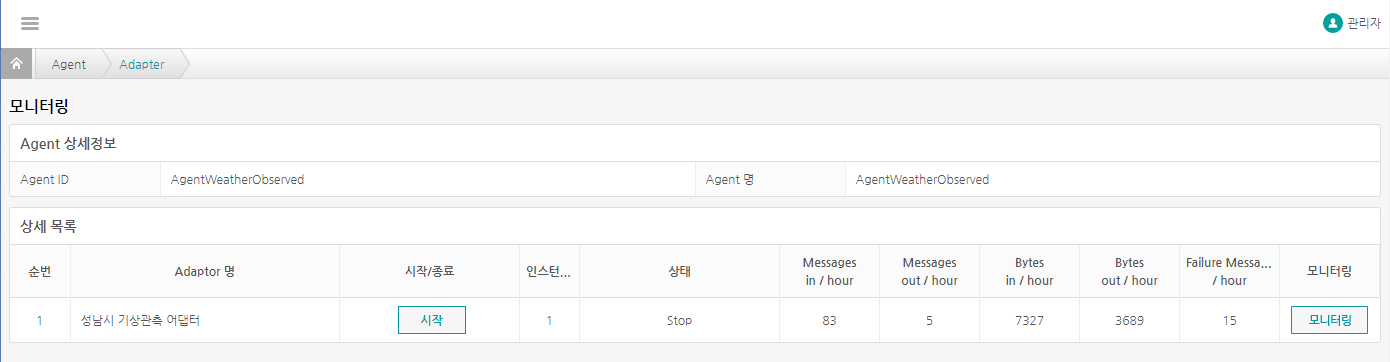 관리자
Agent
Adapter
모니터링
Agent 상세정보
Agent ID
AgentWeatherObserved
Agent 명
AgentWeatherObserved
상세 목록
순번
Adaptor 명
시작/종료
인스턴...
상태
Messages
in / hour
Messages
out / hour
Bytes
in / hour
Bytes
out / hour
Failure Messa...
/ hour
모니터링
1
성남시 기상관측 어댑터
시작
1
Stop
83
5
7327
3689
15
모니터링